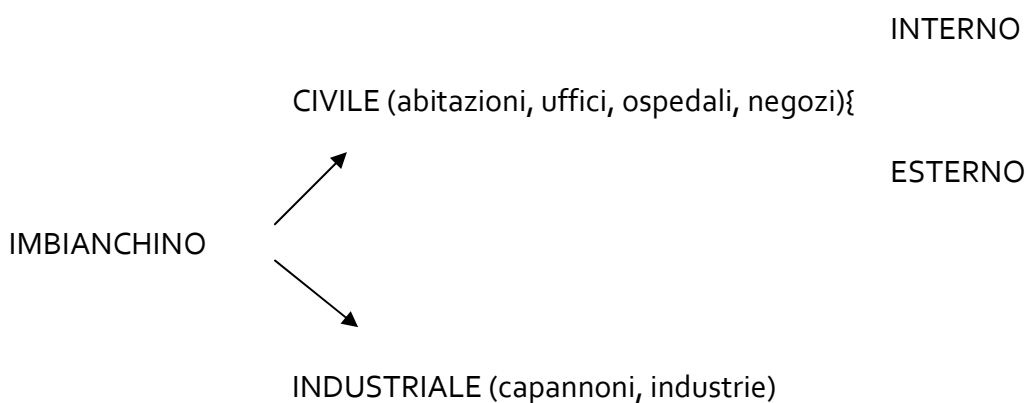 INTERNO
CIVILE (abitazioni, uffici, ospedali, negozi){
ESTERNO
IMBIANCHINO
INDUSTRIALE (capannoni, industrie)